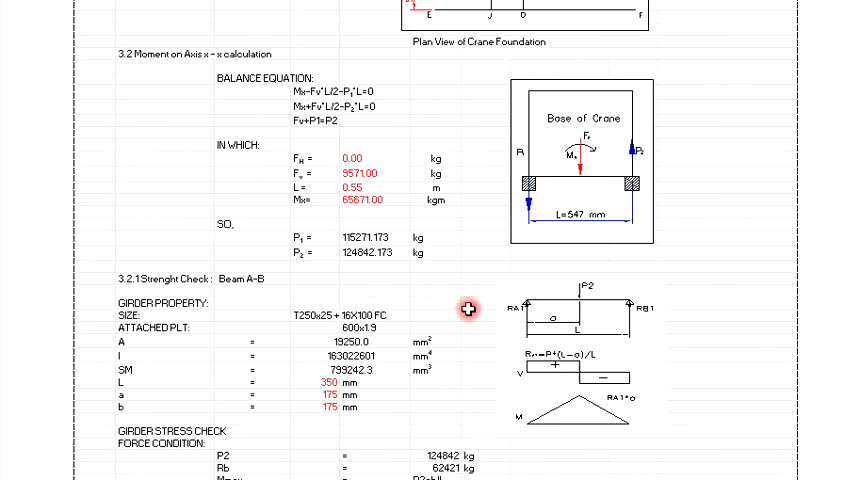 E J D F
Plan View of Crane Foundation
3.2 Moment on Axis x - x calculation
BALANCE EQUATION:
Mx-Fv*L/2-P1*L=0
Mx+Fv*L/2-P2*L=0
Fv+P1=P2
Base of Crane
Fv
Mx
P1
P2
L=547 mm
IN WHICH:
FH = 0.00 kg
Fv = 9571.00 kg
L = 0.55 m
Mx= 65671.00 kgm
SO,
P1 = 115271.173 kg
P2 = 124842.173 kg
3.2.1 Strenght Check : Beam A-B
GIRDER PROPERTY:
SIZE: T250x25 + 16X100 FC
ATTACHED PLT: 600x1.9
A = 19250.0 mm2
I = 163022601 mm4
SM = 799242.3 mm3
L = 350 mm
a = 175 mm
b = 175 mm
P2
RA1 RB1
a
L
V + -
RA1*a
M
GIRDER STRESS CHECK
FORCE CONDITION:
P2 = 124842 kg
Rb = 62421 kg